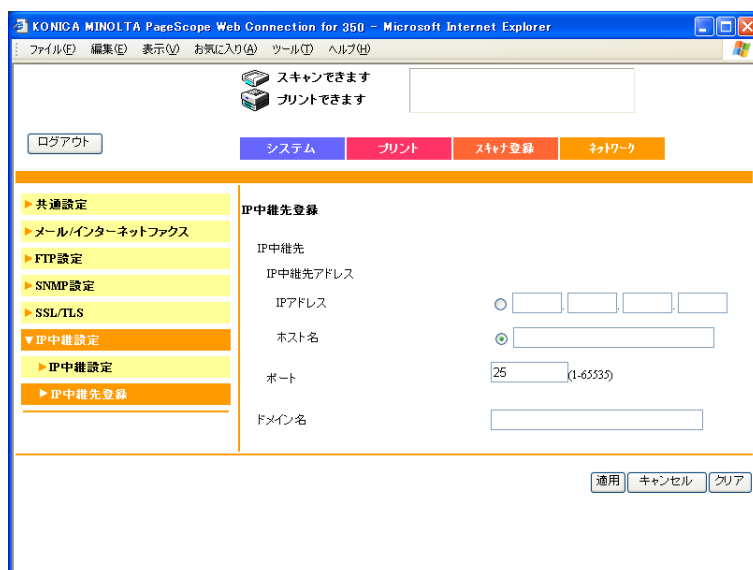 KONICA MINOLTA PageScope Web Connection for 350 - Microsoft Internet Explorer
ファイル(F) 編集(E) 表示(V) お気に入り(A) ツール(T) ヘルプ(H)
スキャンできます
プリントできます
ログアウト
システム プリント スキャナ登録 ネットワーク
▶共通設定
▶メール/インターネットファクス
▶FTP設定
▶SNMP設定
▶SSL/TLS
▼IP中継設定
▶IP中継設定
▶IP中継先登録
IP中継先登録
IP中継先
IP中継先アドレス
IPアドレス . . .
ホスト名
ポート 25 (1-65535)
ドメイン名
適用 キャンセル クリア